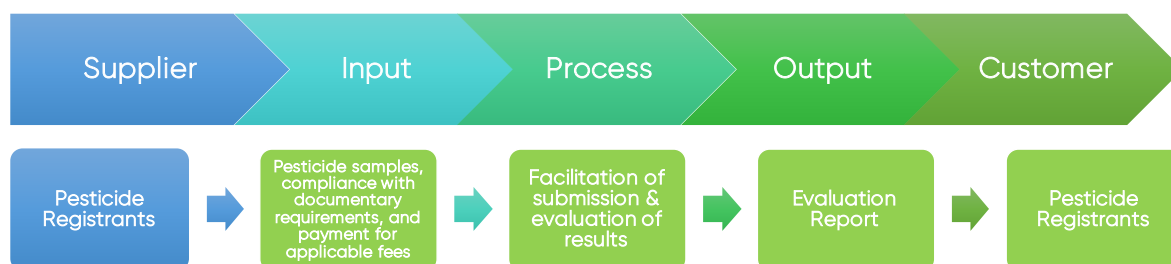 Supplier
Input
Process
Output
Customer
Pesticide
Registrants
Pesticide samples,
compliance with
documentary
requirements, and
payment for
applicable fees
Facilitation of
submission &
evaluation of
results
Evaluation
Report
Pesticide
Registrants